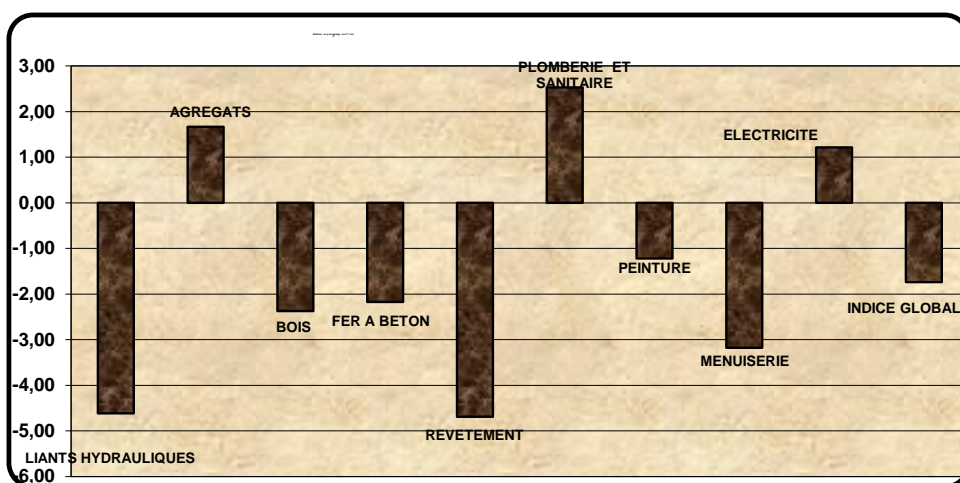 3,00
2,00
1,00
0,00
-1,00
-2,00
-3,00
-4,00
-5,00
-6,00
LIANTS HYDRAULIQUES
AGREGATS
BOIS
FER A BETON
REVETEMENT
PLOMBERIE ET
SANITAIRE
PEINTURE
MENUISERIE
ELECTRICITE
INDICE GLOBAL